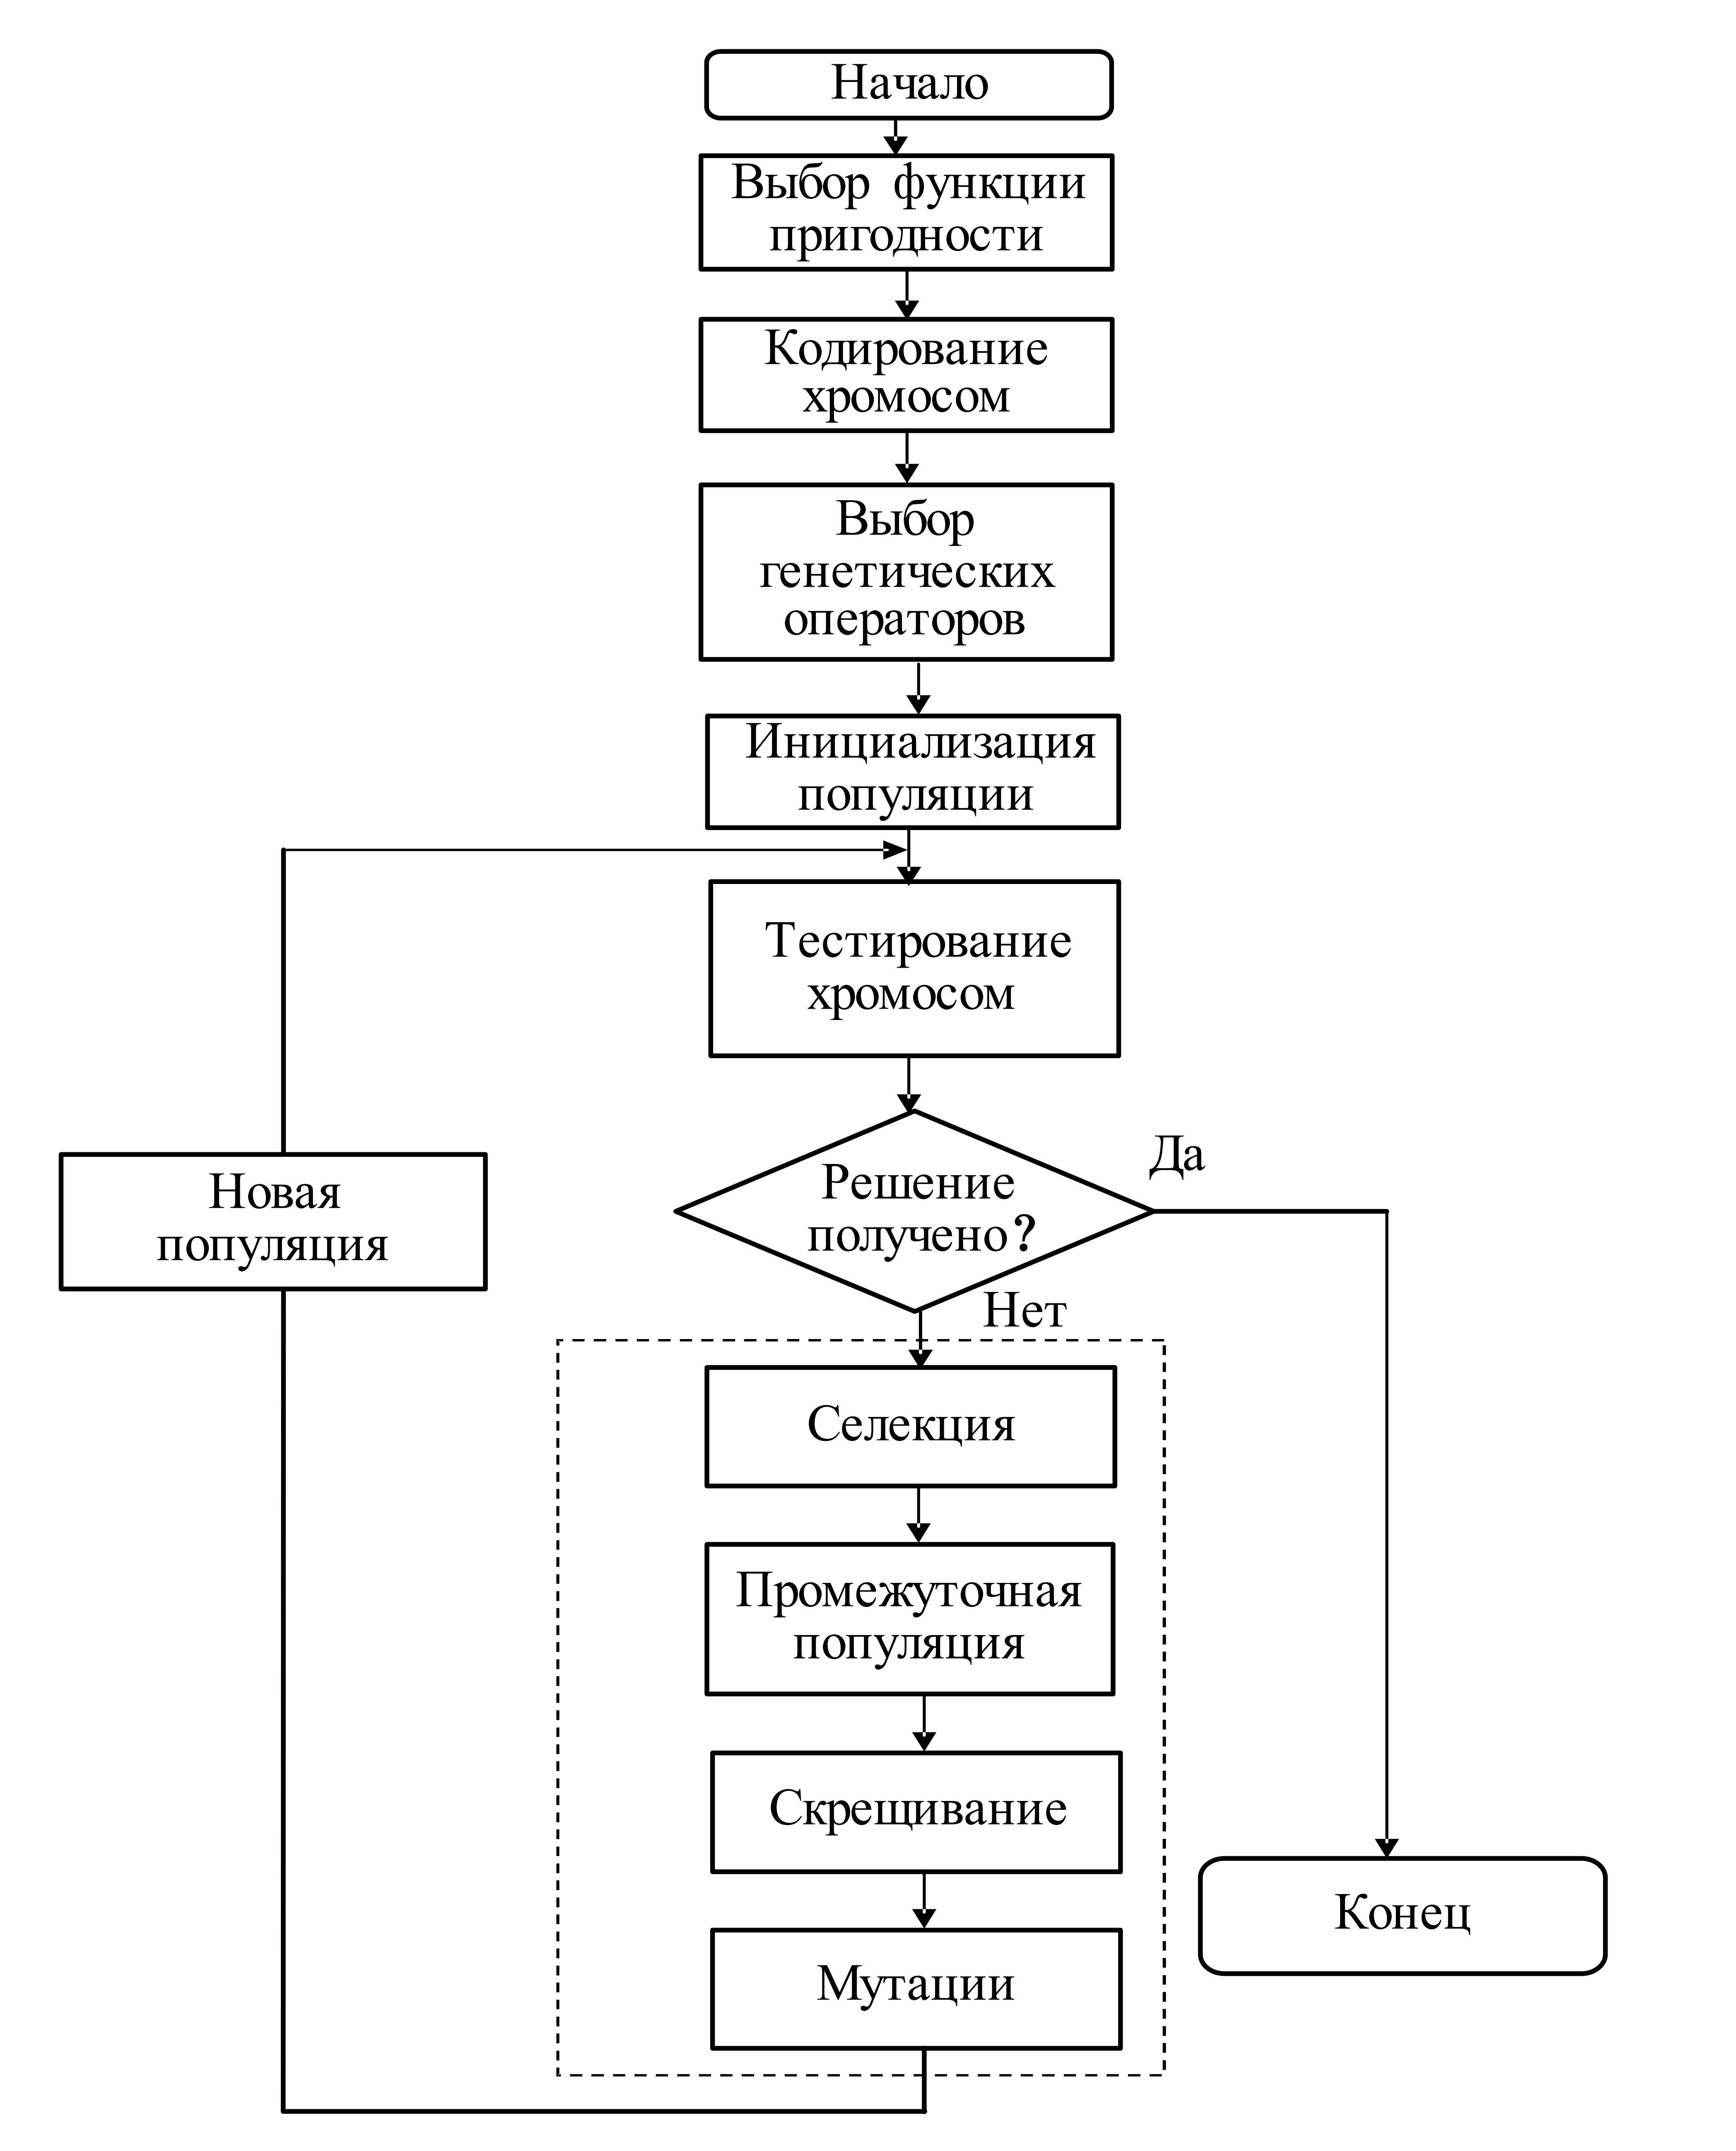 Начало
Выбор функции
пригодности
Кодирование
хромосом
Выбор
генетических
операторов
Инициализация
популяции
Тестирование
хромосом
Да
Решение
получено?
Новая
популяция
Нет
Селекция
Промежуточная
популяция
Скрещивание
Конец
Мутации